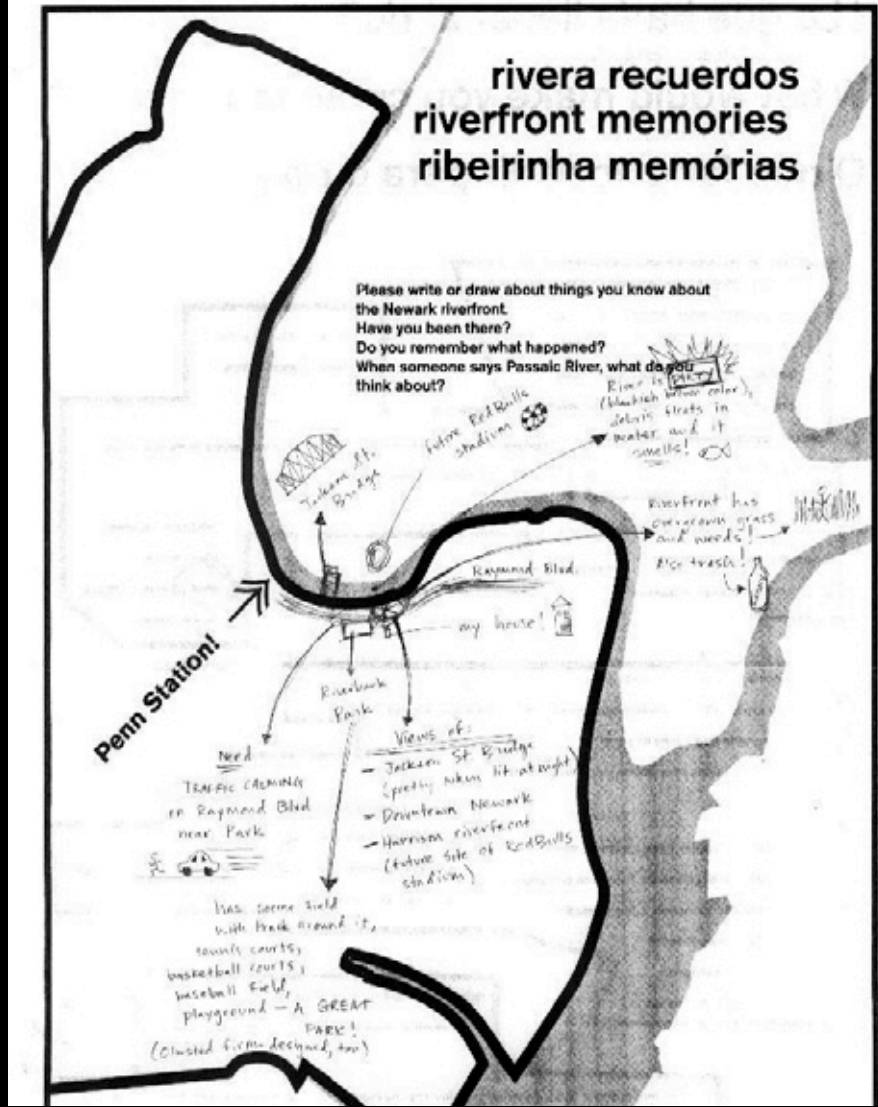 rivera recuerdos
riverfront memories
ribeirinha memórias
Please write or draw about things you know about
the Newark riverfront.
Have you been there?
Do you remember what happened?
When someone says Passaic River, what do you
think about?
River is DIRTY
(blackish brown color),
debris floats in
water and it
smells!
future RedBulls
stadium
Jackson St.
Bridge
Riverfront has
overgrown grass
and weeds!
Also trash!
Raymond Blvd.
my house!
Penn Station!
Riverbank
Park
Need
TRAFFIC CALMING
on Raymond Blvd
near Park
Views of:
- Jackson St. Bridge
(pretty when lit at night)
- Downtown Newark
- Harrison riverfront
(future site of RedBulls
stadium)
Has soccer field
with track around it,
tennis courts,
basketball courts,
baseball field,
playground - A GREAT
PARK!
(Olmsted firm-designed, too)